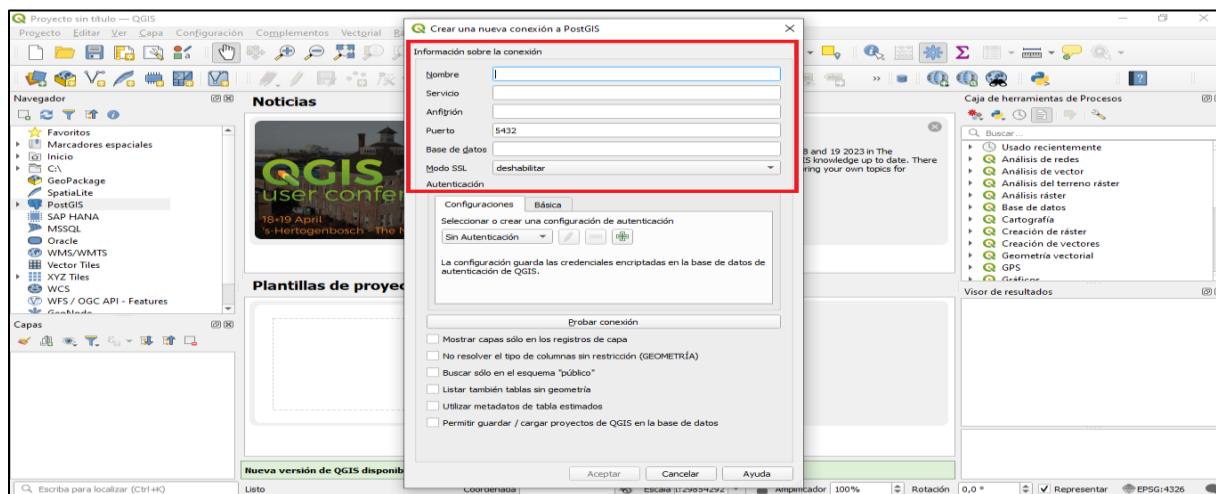 Proyecto sin título — QGIS
Proyecto Editar Ver Capa Configuración Complementos Vectorial
Navegador
Favoritos
Marcadores espaciales
Inicio
C:\
GeoPackage
SpatiaLite
PostGIS
SAP HANA
MSSQL
Oracle
WMS/WMTS
Vector Tiles
XYZ Tiles
WCS
WFS / OGC API - Features
GeoNode
Capas
Escriba para localizar (Ctrl+K)
Noticias
QGIS
user confe
18-19 April
's-Hertogenbosch - The N
8 and 19 2023 in The
IS knowledge up to date. There
ring your own topics for
Plantillas de proyec
Nueva versión de QGIS disponib
Crear una nueva conexión a PostGIS
Información sobre la conexión
Nombre
Servicio
Anfitrión
Puerto 5432
Base de datos
Modo SSL deshabilitar
Autenticación
Configuraciones Básica
Seleccionar o crear una configuración de autenticación
Sin Autenticación
La configuración guarda las credenciales encriptadas en la base de datos de
autenticación de QGIS.
Probar conexión
Mostrar capas sólo en los registros de capa
No resolver el tipo de columnas sin restricción (GEOMETRÍA)
Buscar sólo en el esquema "público"
Listar también tablas sin geometría
Utilizar metadatos de tabla estimados
Permitir guardar / cargar proyectos de QGIS en la base de datos
Aceptar Cancelar Ayuda
Caja de herramientas de Procesos
Buscar...
Usado recientemente
Análisis de redes
Análisis de vector
Análisis del terreno ráster
Análisis ráster
Base de datos
Cartografía
Creación de ráster
Creación de vectores
Geometría vectorial
GPS
Gráficos
Visor de resultados
Listo Coordenada Escala 1:29854292 Amplificador 100% Rotación 0,0 ° Representar EPSG:4326